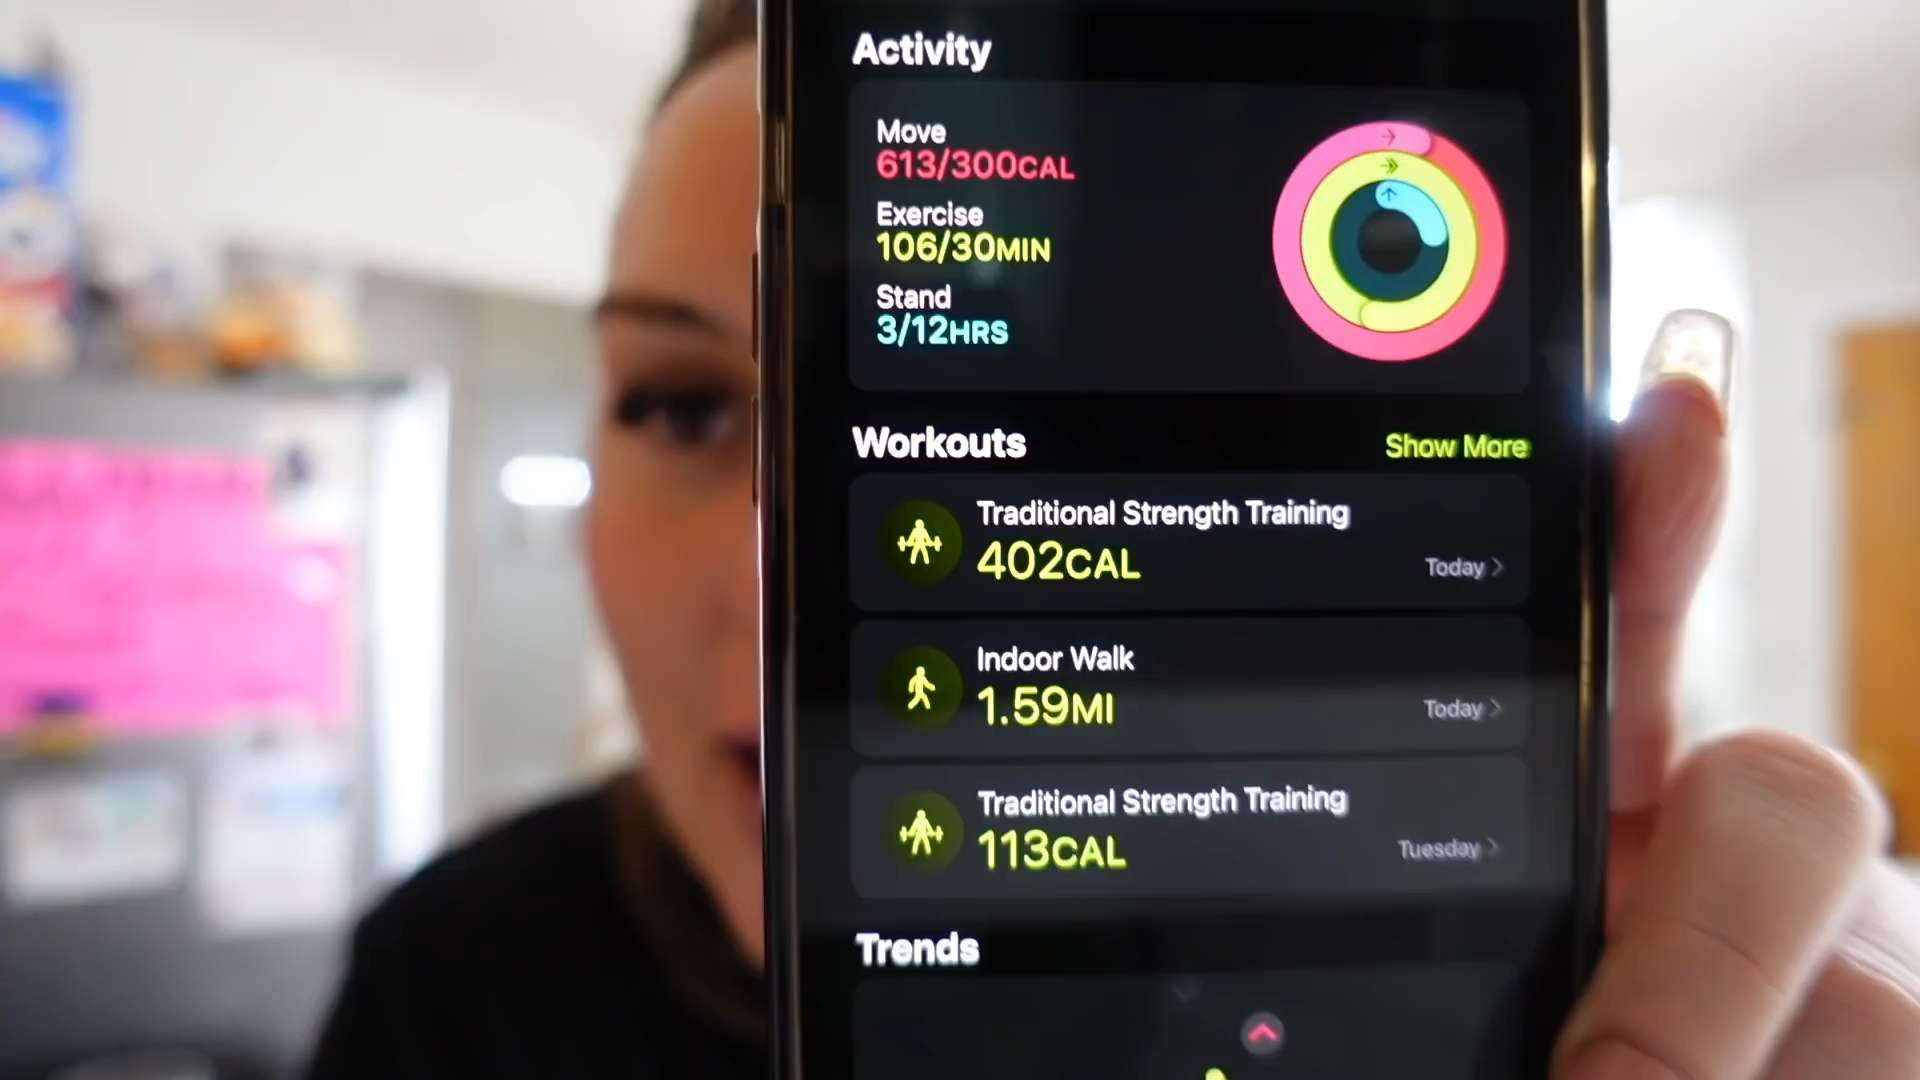 Activity
Move
613/300CAL
Exercise
106/30MIN
Stand
3/12HRS
Workouts
Show More
Traditional Strength Training
402CAL
Today
Indoor Walk
1.59MI
Today
Traditional Strength Training
113CAL
Tuesday
Trends